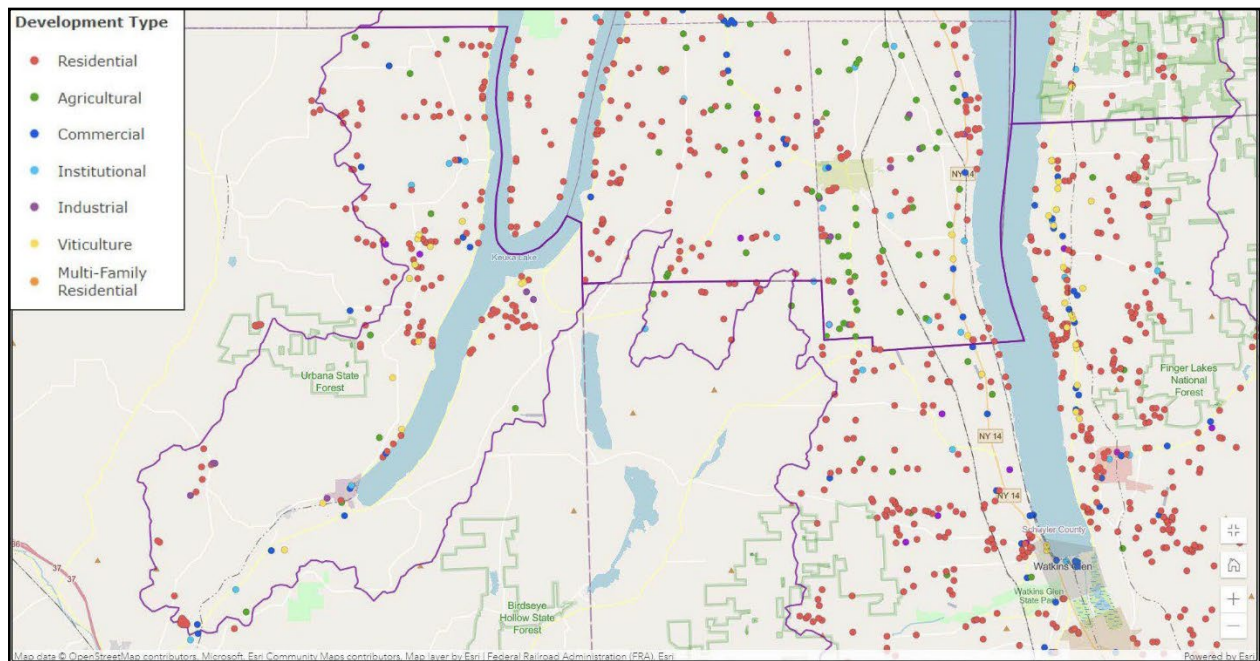 Development Type
Residential
Agricultural
Commercial
Institutional
Industrial
Viticulture
Multi-Family
Residential
NY 14
Keuka Lake
Urbana State
Forest
Finger Lakes
National
Forest
NY 14
NY 14
Schuyler County
Watkins Glen
Watkins Glen
State Park
Birdseye
Hollow State
Forest
37
37
Map data © OpenStreetMap contributors, Microsoft, Esri Community Maps contributors, Map layer by Esri | Federal Railroad Administration (FRA), Esri
Powered by Esri